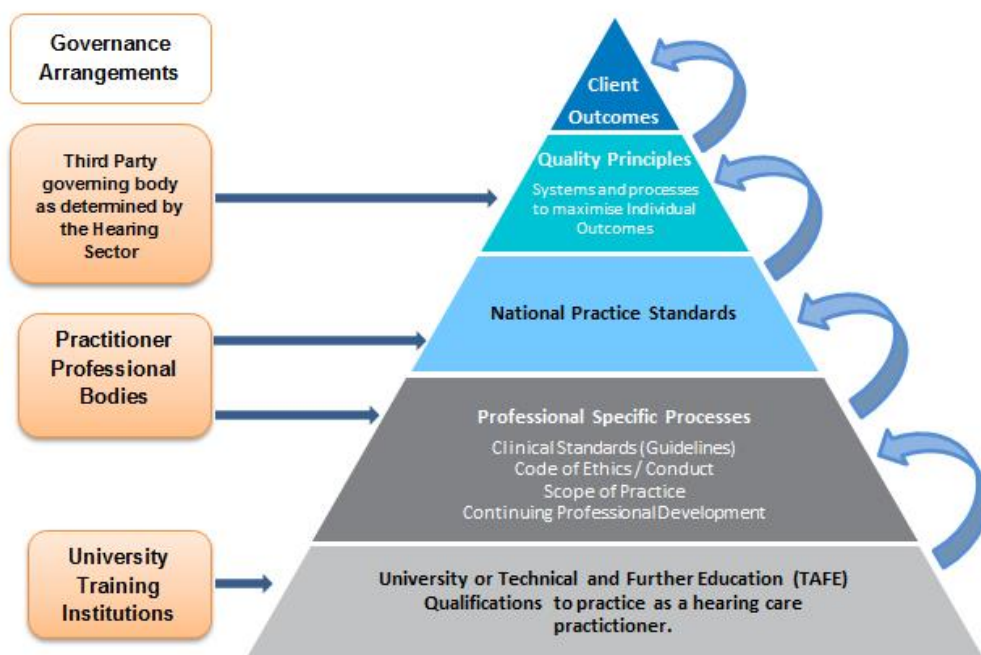 Governance
Arrangements
Third Party
governing body
as determined by
the Hearing
Sector
Practitioner
Professional
Bodies
University
Training
Institutions
Client
Outcomes
Quality Principles
Systems and processes
to maximise Individual
Outcomes
National Practice Standards
Professional Specific Processes
Clinical Standards (Guidelines)
Code of Ethics / Conduct
Scope of Practice
Continuing Professional Development
University or Technical and Further Education (TAFE)
Qualifications to practice as a hearing care
practictioner.